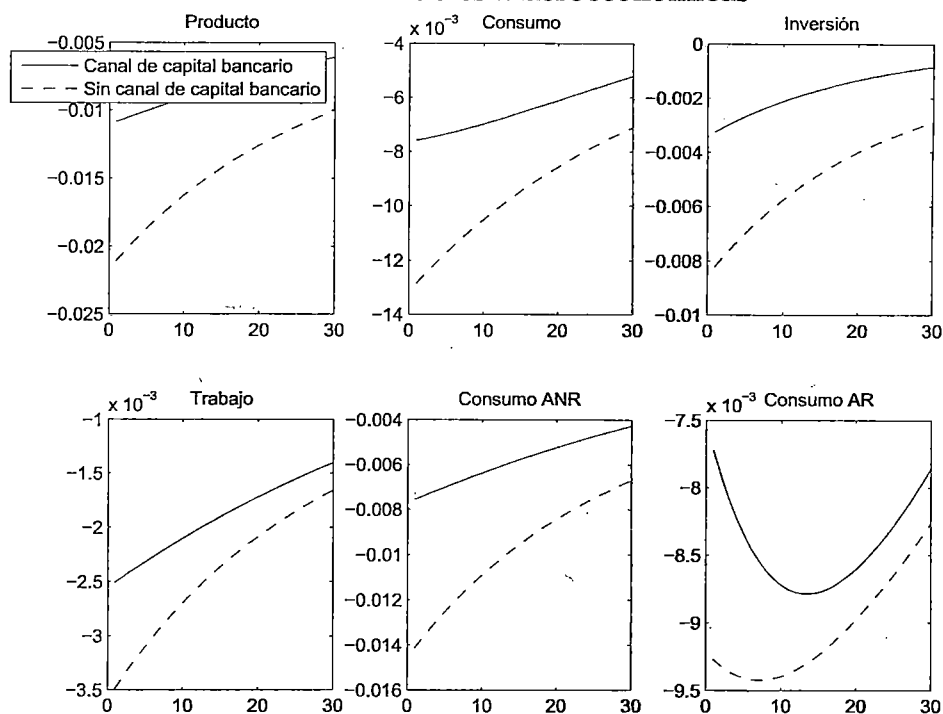 Producto
−0.005
−0.01
−0.015
−0.02
−0.025
0 10 20 30
Canal de capital bancario
Sin canal de capital bancario
x 10−3 Consumo
−4
−6
−8
−10
−12
−14
0 10 20 30
Inversión
0
−0.002
−0.004
−0.006
−0.008
−0.01
0 10 20 30
x 10−3 Trabajo
−1
−1.5
−2
−2.5
−3
−3.5
0 10 20 30
Consumo ANR
−0.004
−0.006
−0.008
−0.01
−0.012
−0.014
−0.016
0 10 20 30
x 10−3 Consumo AR
−7.5
−8
−8.5
−9
−9.5
0 10 20 30